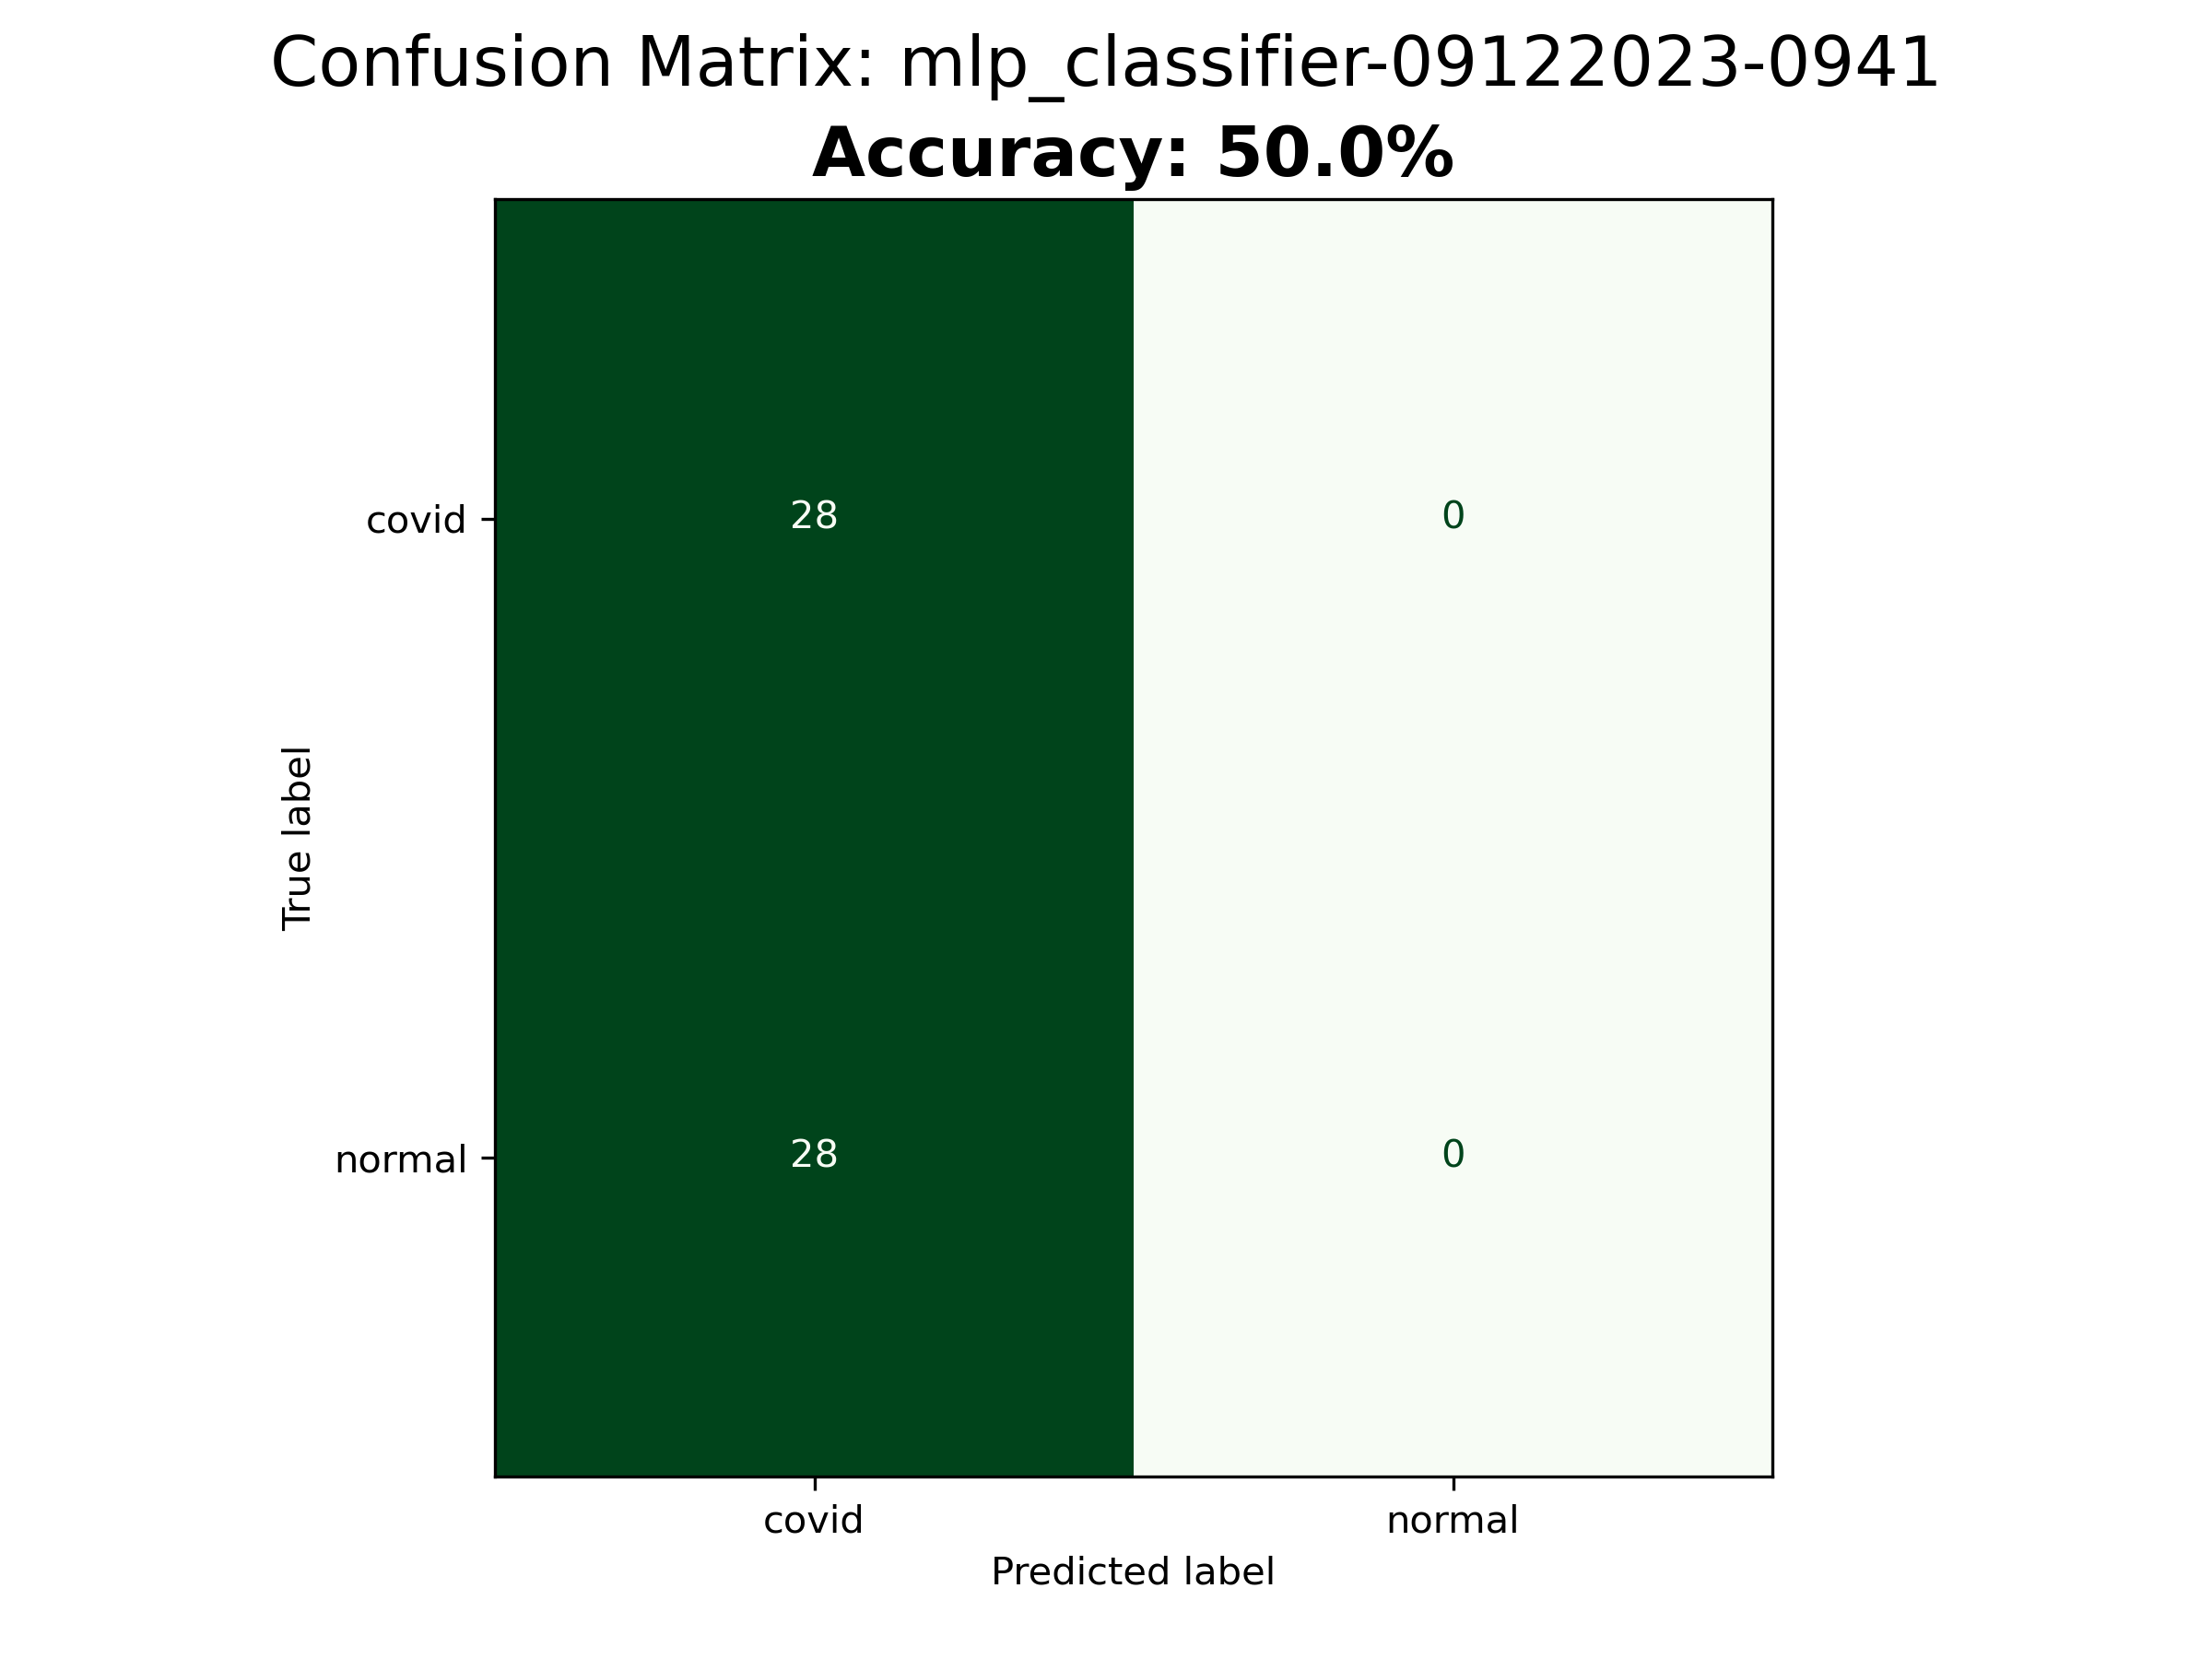 Confusion Matrix: mlp_classifier-09122023-0941
Accuracy: 50.0%
covid
28
0
True label
normal
28
0
covid
normal
Predicted label